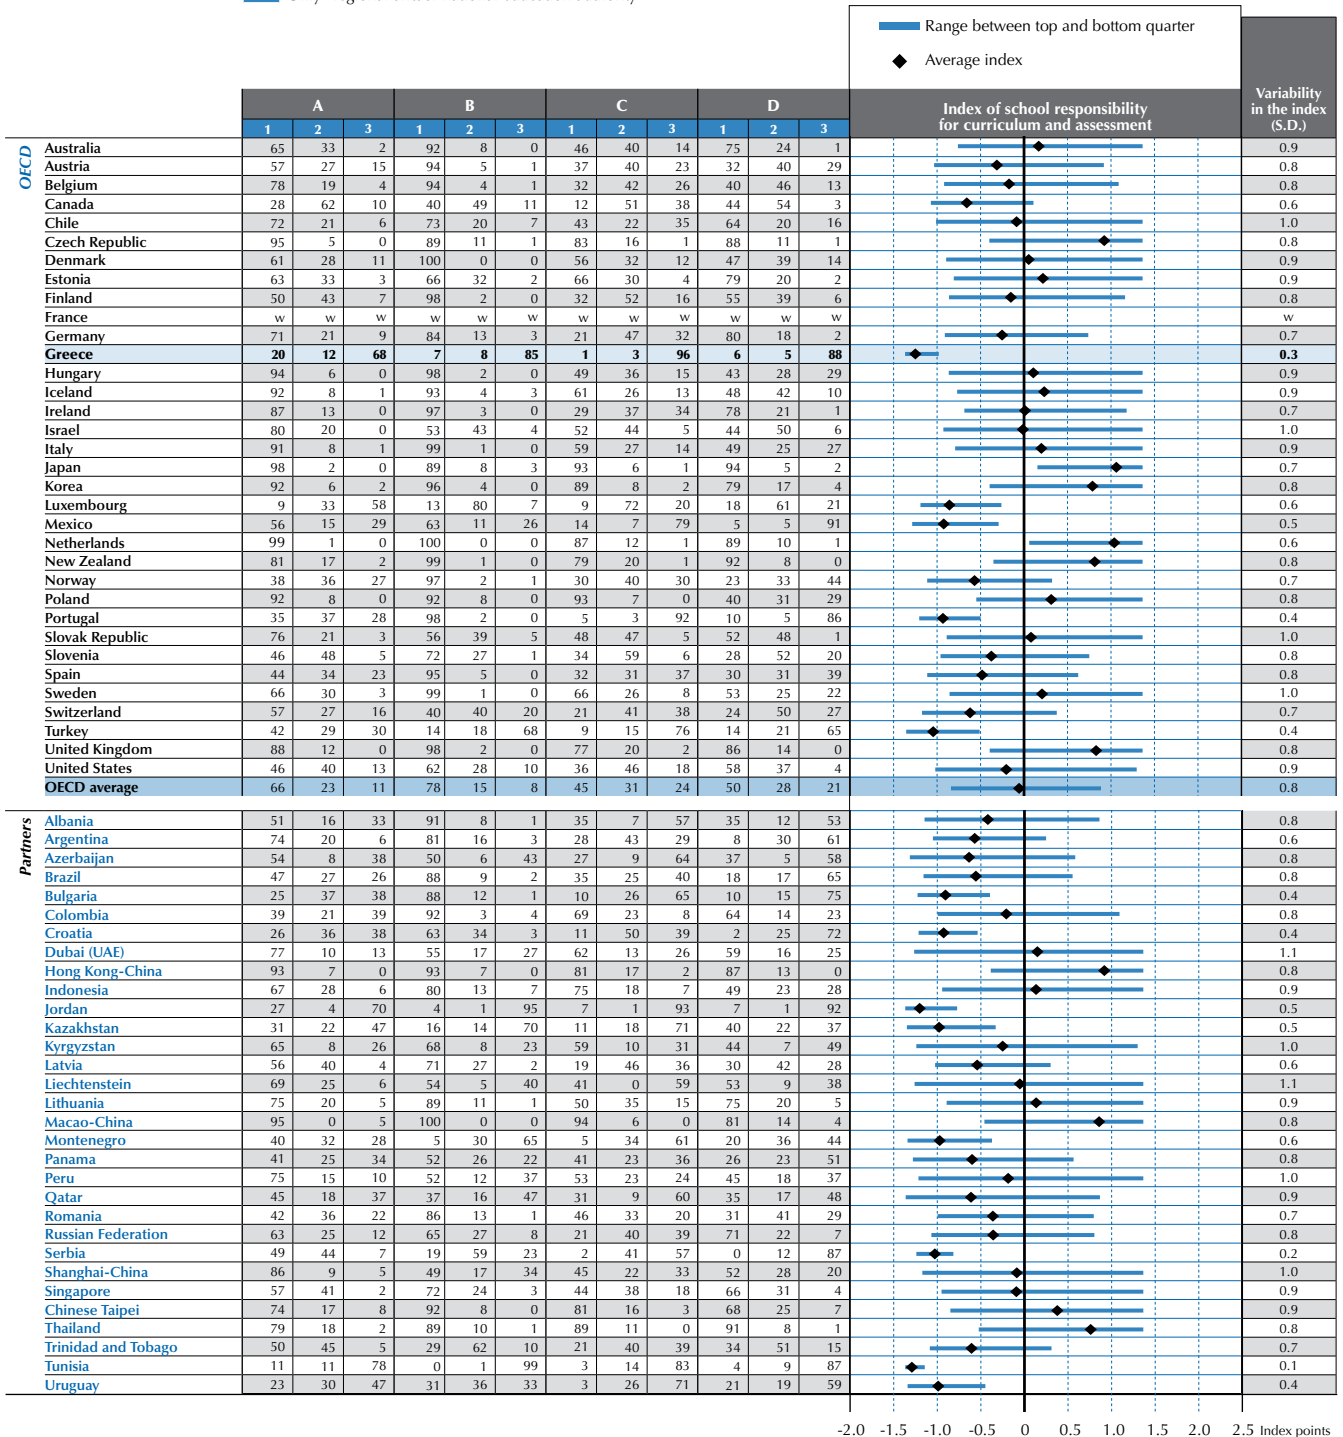 Range between top and bottom quarter
Average index
A B C D Index of school responsibility for curriculum and assessment Variability in the index (S.D.)
1 2 3 1 2 3 1 2 3 1 2 3
OECD
Australia 65 33 2 92 8 0 46 40 14 75 24 1 0.9
Austria 57 27 15 94 5 1 37 40 23 32 40 29 0.8
Belgium 78 19 4 94 4 1 32 42 26 40 46 13 0.8
Canada 28 62 10 40 49 11 12 51 38 44 54 3 0.6
Chile 72 21 6 73 20 7 43 22 35 64 20 16 1.0
Czech Republic 95 5 0 89 11 1 83 16 1 88 11 1 0.8
Denmark 61 28 11 100 0 0 56 32 12 47 39 14 0.9
Estonia 63 33 3 66 32 2 66 30 4 79 20 2 0.9
Finland 50 43 7 98 2 0 32 52 16 55 39 6 0.8
France w w w w w w w w w w w w w
Germany 71 21 9 84 13 3 21 47 32 80 18 2 0.7
Greece 20 12 68 7 8 85 1 3 96 6 5 88 0.3
Hungary 94 6 0 98 2 0 49 36 15 43 28 29 0.9
Iceland 92 8 1 93 4 3 61 26 13 48 42 10 0.9
Ireland 87 13 0 97 3 0 29 37 34 78 21 1 0.7
Israel 80 20 0 53 43 4 52 44 5 44 50 6 1.0
Italy 91 8 1 99 1 0 59 27 14 49 25 27 0.9
Japan 98 2 0 89 8 3 93 6 1 94 5 2 0.7
Korea 92 6 2 96 4 0 89 8 2 79 17 4 0.8
Luxembourg 9 33 58 13 80 7 9 72 20 18 61 21 0.6
Mexico 56 15 29 63 11 26 14 7 79 5 5 91 0.5
Netherlands 99 1 0 100 0 0 87 12 1 89 10 1 0.6
New Zealand 81 17 2 99 1 0 79 20 1 92 8 0 0.8
Norway 38 36 27 97 2 1 30 40 30 23 33 44 0.7
Poland 92 8 0 92 8 0 93 7 0 40 31 29 0.8
Portugal 35 37 28 98 2 0 5 3 92 10 5 86 0.4
Slovak Republic 76 21 3 56 39 5 48 47 5 52 48 1 1.0
Slovenia 46 48 5 72 27 1 34 59 6 28 52 20 0.8
Spain 44 34 23 95 5 0 32 31 37 30 31 39 0.8
Sweden 66 30 3 99 1 0 66 26 8 53 25 22 1.0
Switzerland 57 27 16 40 40 20 21 41 38 24 50 27 0.7
Turkey 42 29 30 14 18 68 9 15 76 14 21 65 0.4
United Kingdom 88 12 0 98 2 0 77 20 2 86 14 0 0.8
United States 46 40 13 62 28 10 36 46 18 58 37 4 0.9
OECD average 66 23 11 78 15 8 45 31 24 50 28 21 0.8
Partners
Albania 51 16 33 91 8 1 35 7 57 35 12 53 0.8
Argentina 74 20 6 81 16 3 28 43 29 8 30 61 0.6
Azerbaijan 54 8 38 50 6 43 27 9 64 37 5 58 0.8
Brazil 47 27 26 88 9 2 35 25 40 18 17 65 0.8
Bulgaria 25 37 38 88 12 1 10 26 65 10 15 75 0.4
Colombia 39 21 39 92 3 4 69 23 8 64 14 23 0.8
Croatia 26 36 38 63 34 3 11 50 39 2 25 72 0.4
Dubai (UAE) 77 10 13 55 17 27 62 13 26 59 16 25 1.1
Hong Kong-China 93 7 0 93 7 0 81 17 2 87 13 0 0.8
Indonesia 67 28 6 80 13 7 75 18 7 49 23 28 0.9
Jordan 27 4 70 4 1 95 7 1 93 7 1 92 0.5
Kazakhstan 31 22 47 16 14 70 11 18 71 40 22 37 0.5
Kyrgyzstan 65 8 26 68 8 23 59 10 31 44 7 49 1.0
Latvia 56 40 4 71 27 2 19 46 36 30 42 28 0.6
Liechtenstein 69 25 6 54 5 40 41 0 59 53 9 38 1.1
Lithuania 75 20 5 89 11 1 50 35 15 75 20 5 0.9
Macao-China 95 0 5 100 0 0 94 6 0 81 14 4 0.8
Montenegro 40 32 28 5 30 65 5 34 61 20 36 44 0.6
Panama 41 25 34 52 26 22 41 23 36 26 23 51 0.8
Peru 75 15 10 52 12 37 53 23 24 45 18 37 1.0
Qatar 45 18 37 37 16 47 31 9 60 35 17 48 0.9
Romania 42 36 22 86 13 1 46 33 20 31 41 29 0.7
Russian Federation 63 25 12 65 27 8 21 40 39 71 22 7 0.8
Serbia 49 44 7 19 59 23 2 41 57 0 12 87 0.2
Shanghai-China 86 9 5 49 17 34 45 22 33 52 28 20 1.0
Singapore 57 41 2 72 24 3 44 38 18 66 31 4 0.9
Chinese Taipei 74 17 8 92 8 0 81 16 3 68 25 7 0.9
Thailand 79 18 2 89 10 1 89 11 0 91 8 1 0.8
Trinidad and Tobago 50 45 5 29 62 10 21 40 39 34 51 15 0.7
Tunisia 11 11 78 0 1 99 3 14 83 4 9 87 0.1
Uruguay 23 30 47 31 36 33 3 26 71 21 19 59 0.4
-2.0 -1.5 -1.0 -0.5 0 0.5 1.0 1.5 2.0 2.5 Index points